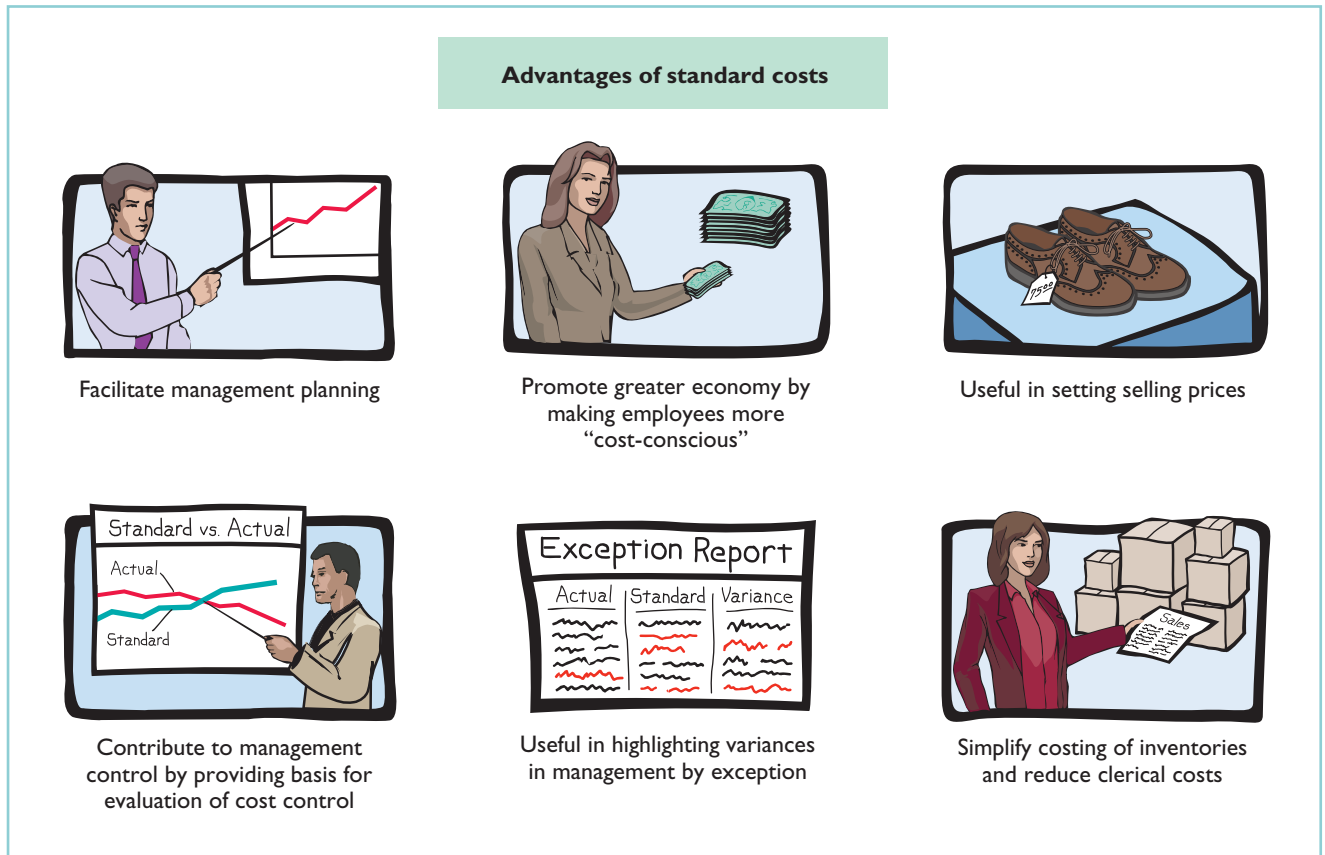 Advantages of standard costs
Facilitate management planning
Promote greater economy by
making employees more
“cost-conscious”
75⁰⁰
Useful in setting selling prices
Standard vs. Actual
Actual
Standard
Contribute to management
control by providing basis for
evaluation of cost control
Exception Report
Actual Standard Variance
Useful in highlighting variances
in management by exception
Sales
Simplify costing of inventories
and reduce clerical costs